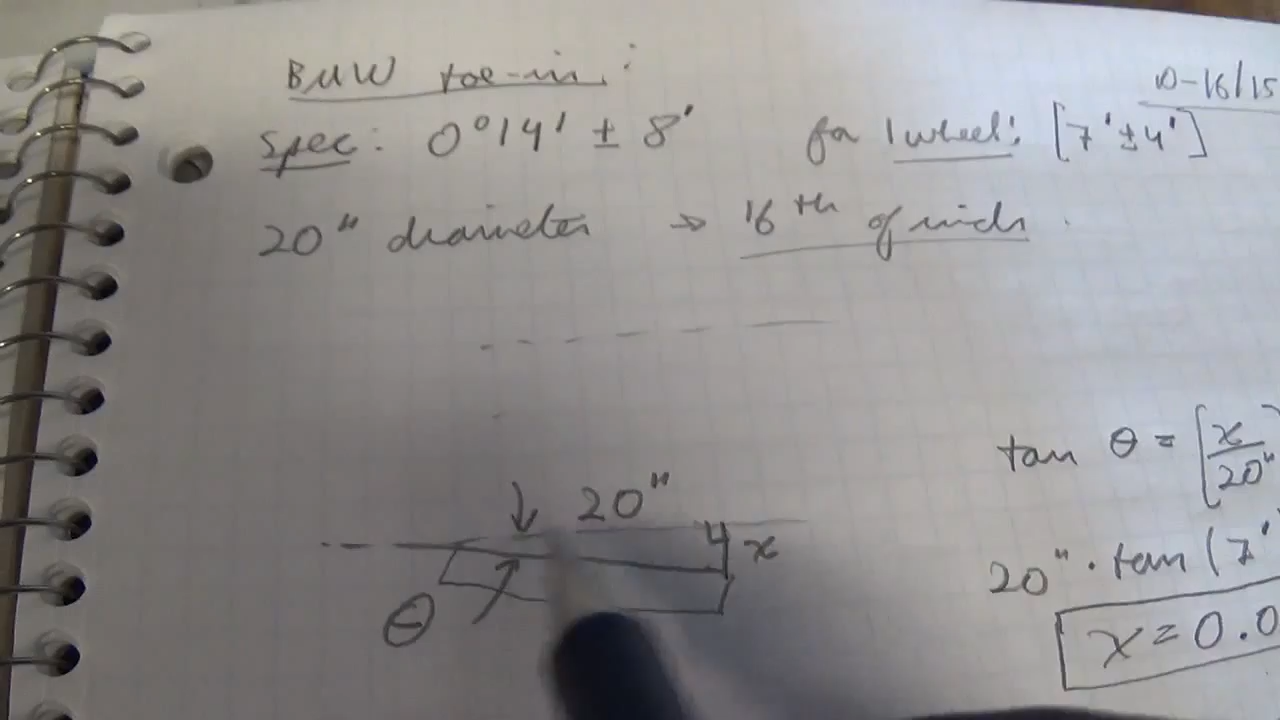 BMW toe-in:
10-16/15
Spec: 0°14' ± 8' for 1 wheel: [7' ± 4']
20" diameter → 16th of inch.
tan θ = [x/20"
20"
x
θ
20" · tan (7'
x = 0.0